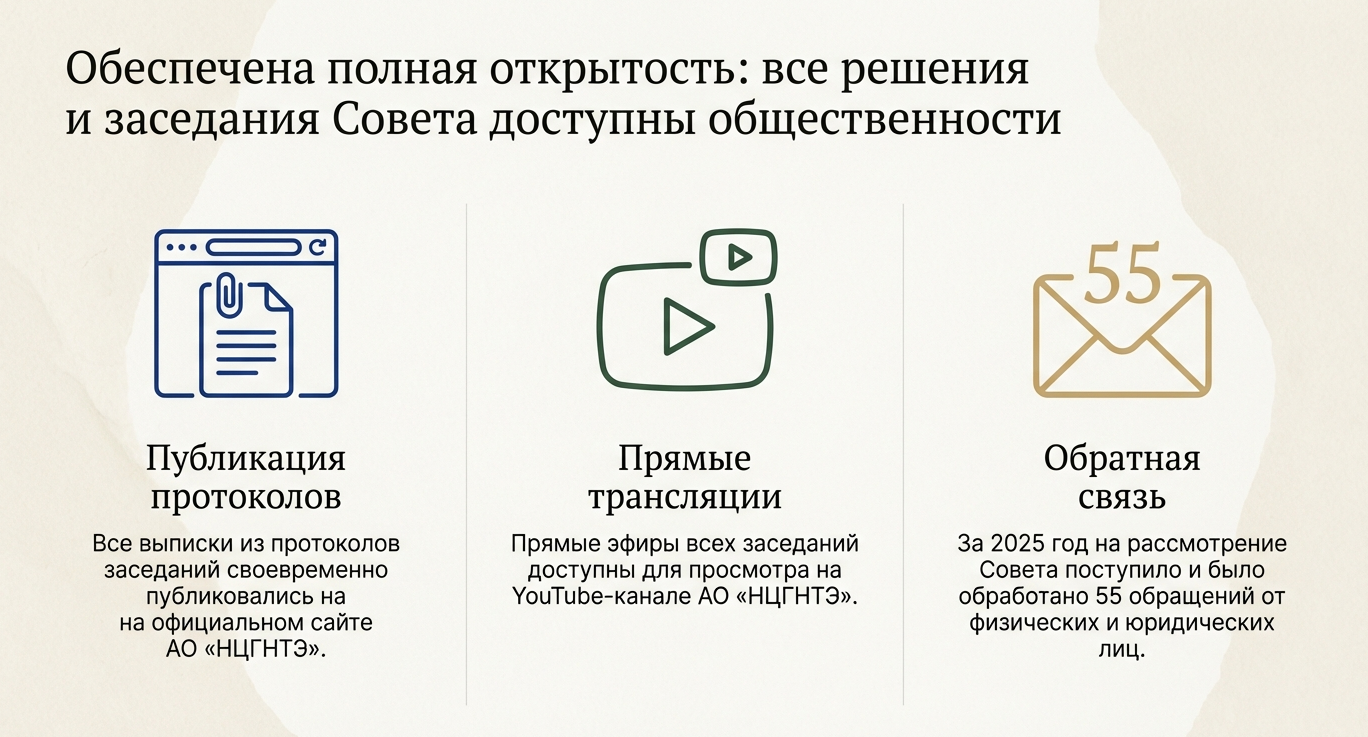 Обеспечена полная открытость: все решения
и заседания Совета доступны общественности
55
Публикация
протоколов
Все выписки из протоколов
заседаний своевременно
публиковались на
на официальном сайте
АО «НЦГНТЭ».
Прямые
трансляции
Прямые эфиры всех заседаний
доступны для просмотра на
YouTube-канале АО «НЦГНТЭ».
Обратная
связь
За 2025 год на рассмотрение
Совета поступило и было
обработано 55 обращений от
физических и юридических
лиц.